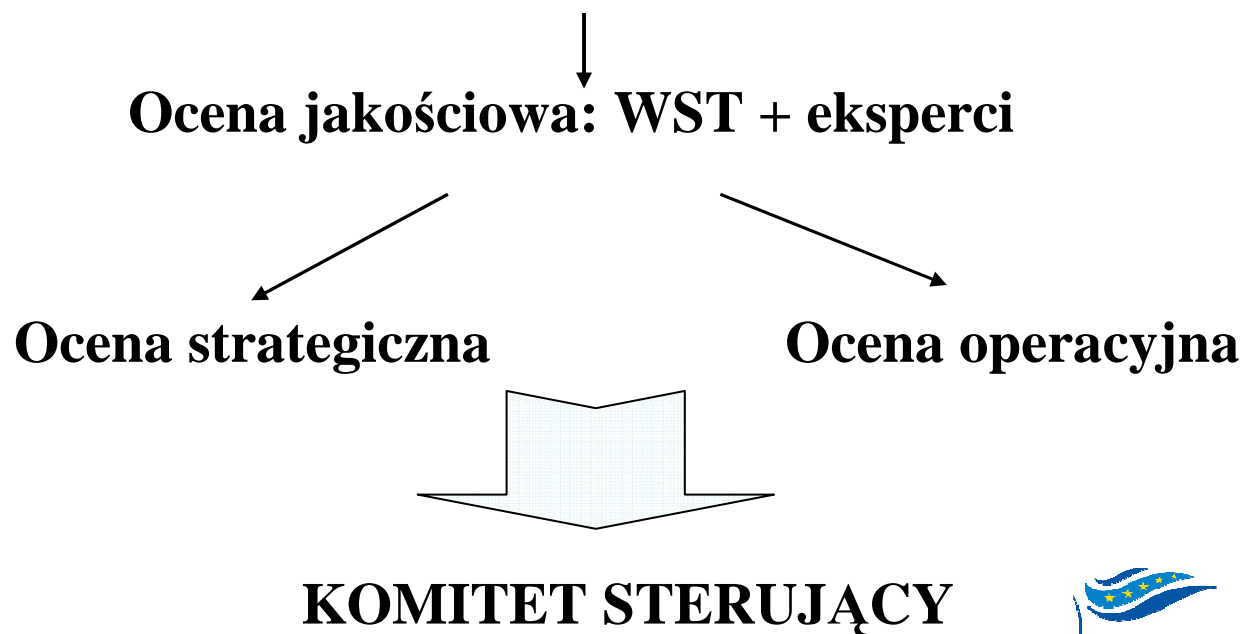 Ocena jakościowa: WST + eksperci
Ocena strategiczna
Ocena operacyjna
KOMITET STERUJĄCY